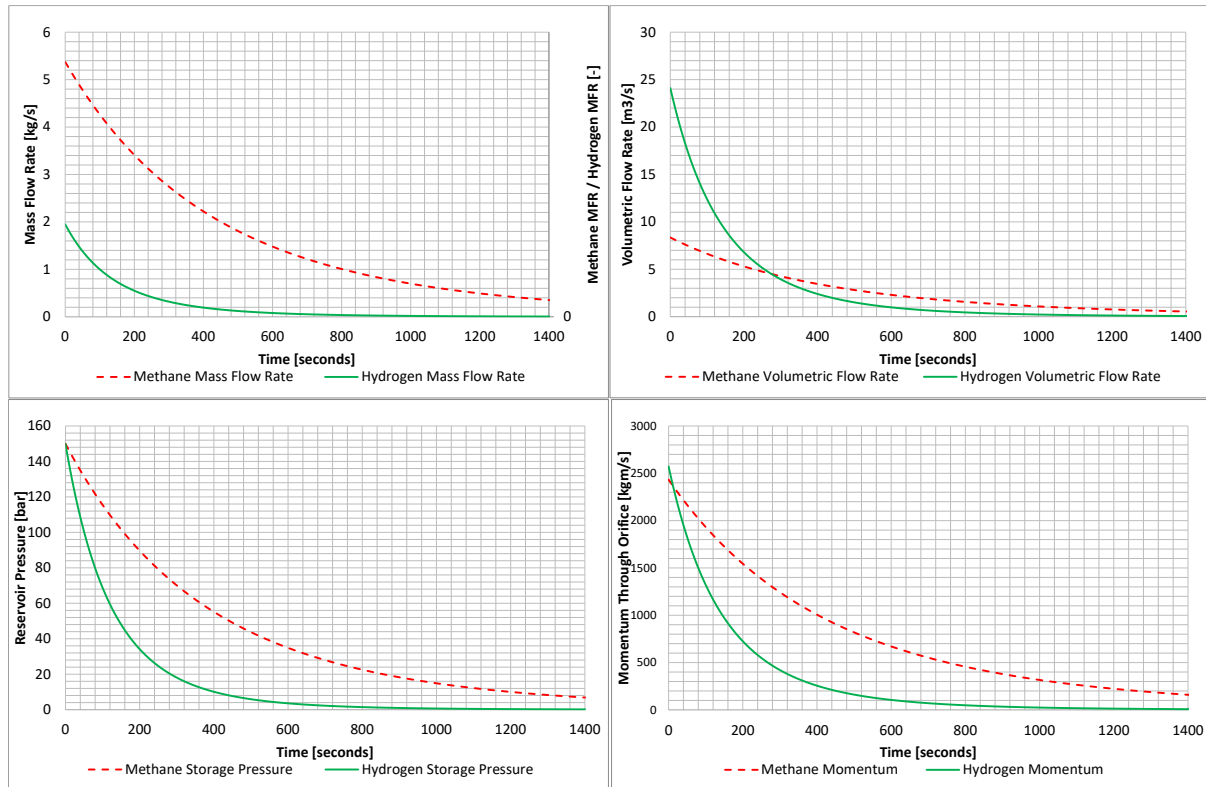 6
5
4
3
2
1
0
Mass Flow Rate [kg/s]
0
Methane MFR / Hydrogen MFR [-]
0 200 400 600 800 1000 1200 1400
Time [seconds]
Methane Mass Flow Rate Hydrogen Mass Flow Rate
30
25
20
15
10
5
0
Volumetric Flow Rate [m3/s]
0 200 400 600 800 1000 1200 1400
Time [seconds]
Methane Volumetric Flow Rate Hydrogen Volumetric Flow Rate
160
140
120
100
80
60
40
20
0
Reservoir Pressure [bar]
0 200 400 600 800 1000 1200 1400
Time [seconds]
Methane Storage Pressure Hydrogen Storage Pressure
3000
2500
2000
1500
1000
500
0
Momentum Through Orifice [kgm/s]
0 200 400 600 800 1000 1200 1400
Time [seconds]
Methane Momentum Hydrogen Momentum